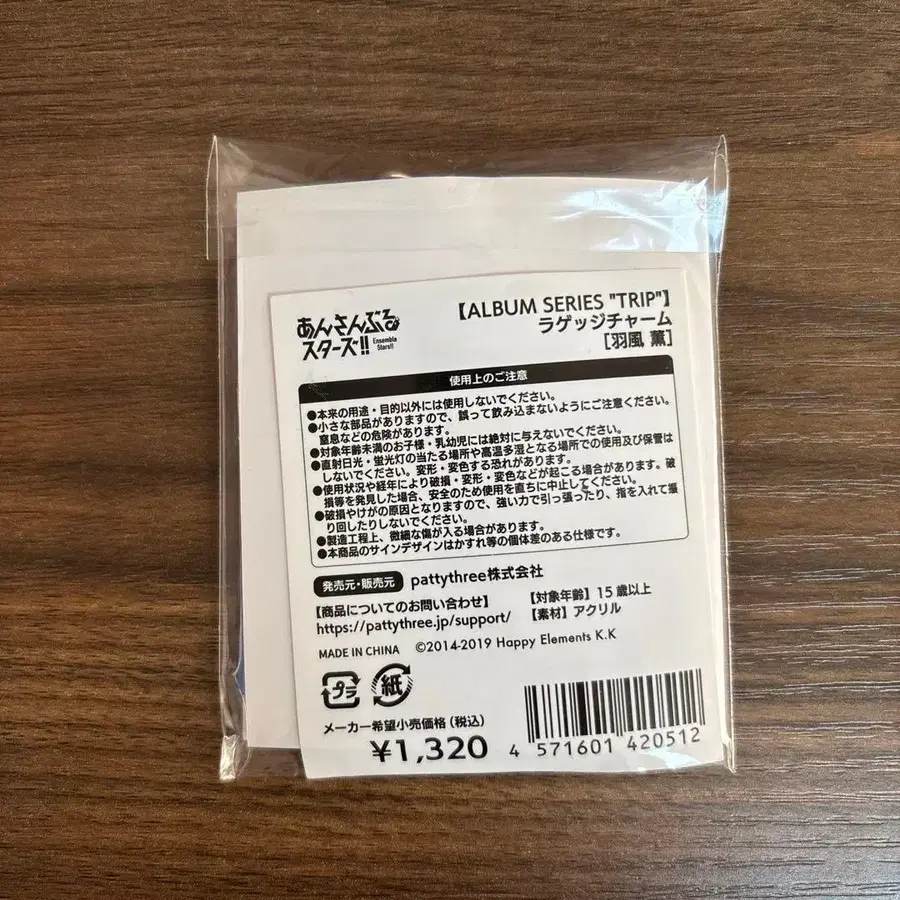 あんさんぶる
スターズ!!
Ensemble
Stars!!
【ALBUM SERIES "TRIP"】
ラゲッジチャーム
[羽風 薫]
使用上のご注意
●本来の用途・目的以外には使用しないでください。
●小さな部品がありますので、誤って飲み込まないようにご注意ください。
窒息などの危険があります。
●対象年齢未満のお子様・乳幼児には絶対に与えないでください。
●直射日光・蛍光灯の当たる場所や高温多湿となる場所での使用及び保管は
しないでください。変形・変色する恐れがあります。
●使用状況や経年により破損・変形・変色などが起こる場合があります。破
損等を発見した場合、安全のため使用を直ちに中止してください。
●破損やけがの原因となりますので、強い力で引っ張ったり、指を入れて振
り回したりしないでください。
●製造工程上、微細な傷が入る場合があります。
●本商品のサインデザインはかすれ等の個体差のある仕様です。
発売元・販売元 pattythree株式会社
【商品についてのお問い合わせ】
https://pattythree.jp/support/
【対象年齢】15歳以上
【素材】アクリル
MADE IN CHINA ©2014-2019 Happy Elements K.K
プラ 紙
メーカー希望小売価格(税込)
¥1,320
4 571601 420512